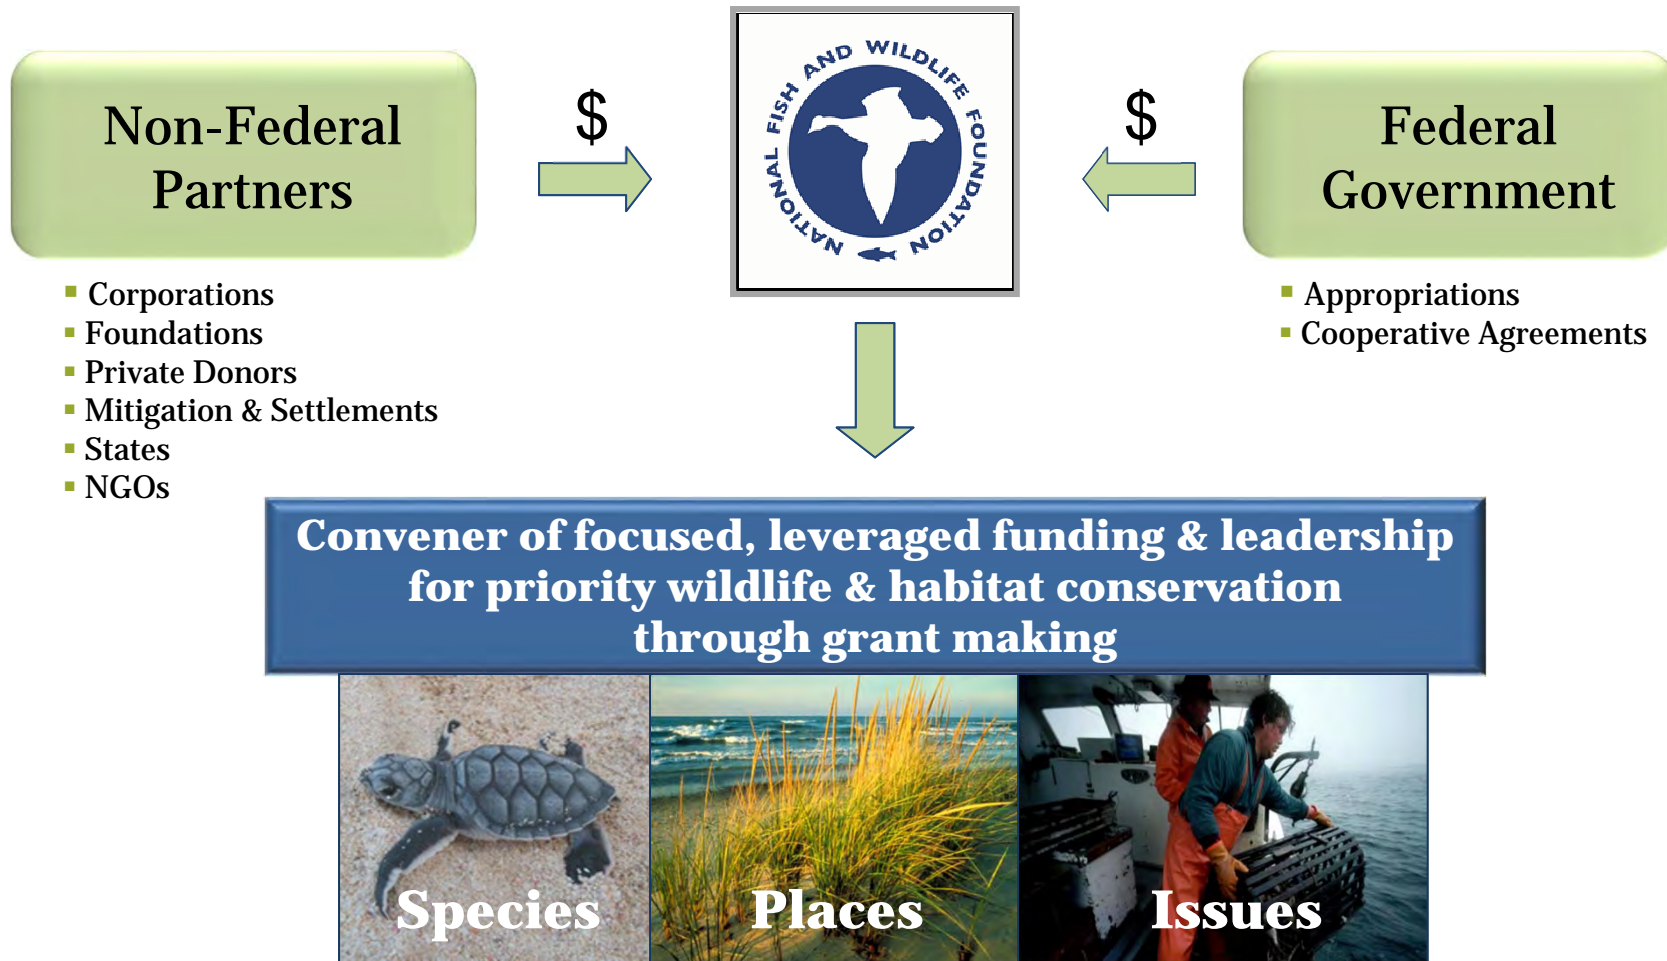 Non-Federal
Partners
$
NATIONAL FISH AND WILDLIFE FOUNDATION
$
Federal
Government
▪ Corporations
▪ Foundations
▪ Private Donors
▪ Mitigation & Settlements
▪ States
▪ NGOs
▪ Appropriations
▪ Cooperative Agreements
Convener of focused, leveraged funding & leadership
for priority wildlife & habitat conservation
through grant making
Species
Places
Issues